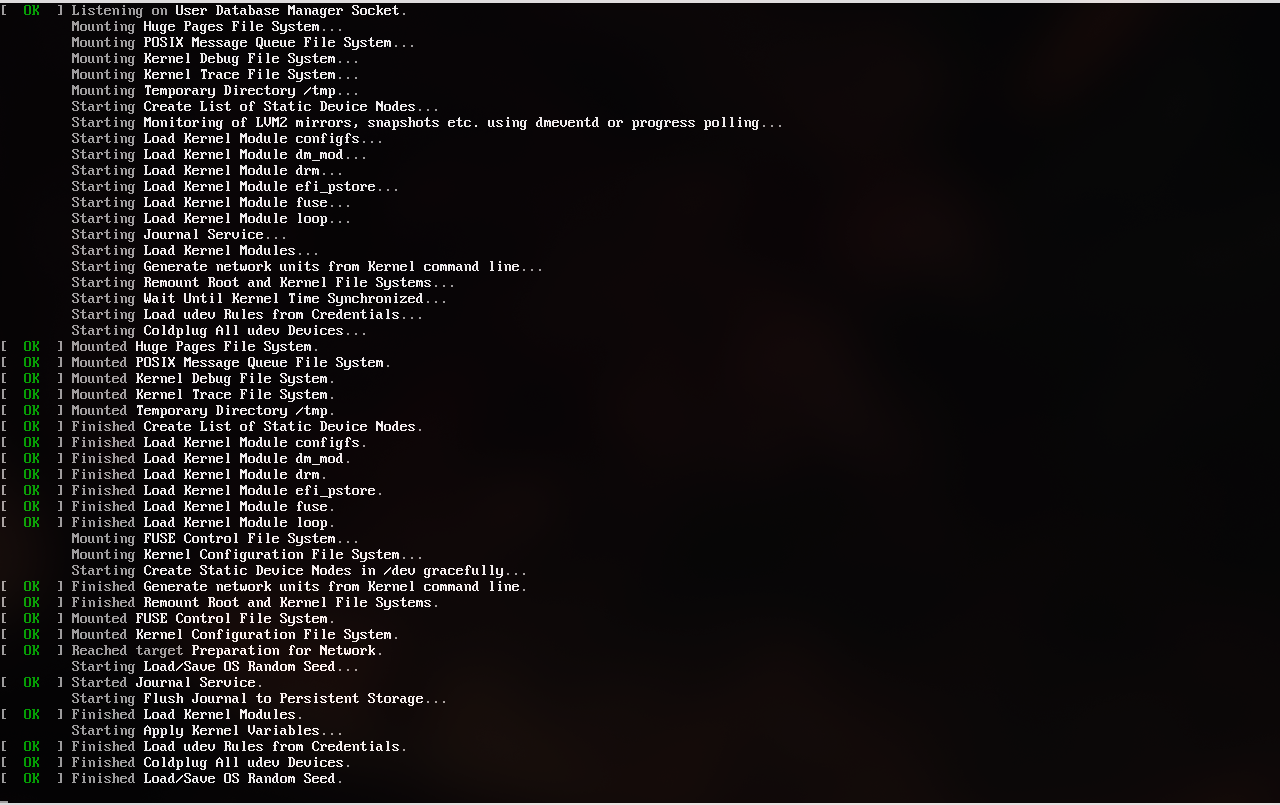 [  OK  ] Listening on User Database Manager Socket.
         Mounting Huge Pages File System...
         Mounting POSIX Message Queue File System...
         Mounting Kernel Debug File System...
         Mounting Kernel Trace File System...
         Mounting Temporary Directory /tmp...
         Starting Create List of Static Device Nodes...
         Starting Monitoring of LVM2 mirrors, snapshots etc. using dmeventd or progress polling...
         Starting Load Kernel Module configfs...
         Starting Load Kernel Module dm_mod...
         Starting Load Kernel Module drm...
         Starting Load Kernel Module efi_pstore...
         Starting Load Kernel Module fuse...
         Starting Load Kernel Module loop...
         Starting Journal Service...
         Starting Load Kernel Modules...
         Starting Generate network units from Kernel command line...
         Starting Remount Root and Kernel File Systems...
         Starting Wait Until Kernel Time Synchronized...
         Starting Load udev Rules from Credentials...
         Starting Coldplug All udev Devices...
[  OK  ] Mounted Huge Pages File System.
[  OK  ] Mounted POSIX Message Queue File System.
[  OK  ] Mounted Kernel Debug File System.
[  OK  ] Mounted Kernel Trace File System.
[  OK  ] Mounted Temporary Directory /tmp.
[  OK  ] Finished Create List of Static Device Nodes.
[  OK  ] Finished Load Kernel Module configfs.
[  OK  ] Finished Load Kernel Module dm_mod.
[  OK  ] Finished Load Kernel Module drm.
[  OK  ] Finished Load Kernel Module efi_pstore.
[  OK  ] Finished Load Kernel Module fuse.
[  OK  ] Finished Load Kernel Module loop.
         Mounting FUSE Control File System...
         Mounting Kernel Configuration File System...
         Starting Create Static Device Nodes in /dev gracefully...
[  OK  ] Finished Generate network units from Kernel command line.
[  OK  ] Finished Remount Root and Kernel File Systems.
[  OK  ] Mounted FUSE Control File System.
[  OK  ] Mounted Kernel Configuration File System.
[  OK  ] Reached target Preparation for Network.
         Starting Load/Save OS Random Seed...
[  OK  ] Started Journal Service.
         Starting Flush Journal to Persistent Storage...
[  OK  ] Finished Load Kernel Modules.
         Starting Apply Kernel Variables...
[  OK  ] Finished Load udev Rules from Credentials.
[  OK  ] Finished Coldplug All udev Devices.
[  OK  ] Finished Load/Save OS Random Seed.